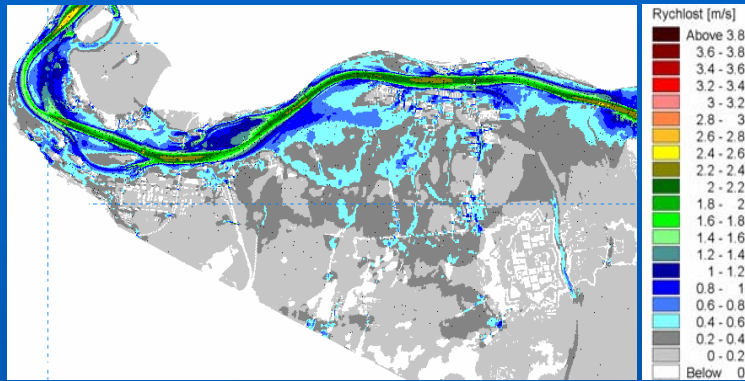 Rychlost [m/s]
Above 3.8
3.6 - 3.8
3.4 - 3.6
3.2 - 3.4
3 - 3.2
2.8 - 3
2.6 - 2.8
2.4 - 2.6
2.2 - 2.4
2 - 2.2
1.8 - 2
1.6 - 1.8
1.4 - 1.6
1.2 - 1.4
1 - 1.2
0.8 - 1
0.6 - 0.8
0.4 - 0.6
0.2 - 0.4
0 - 0.2
Below 0